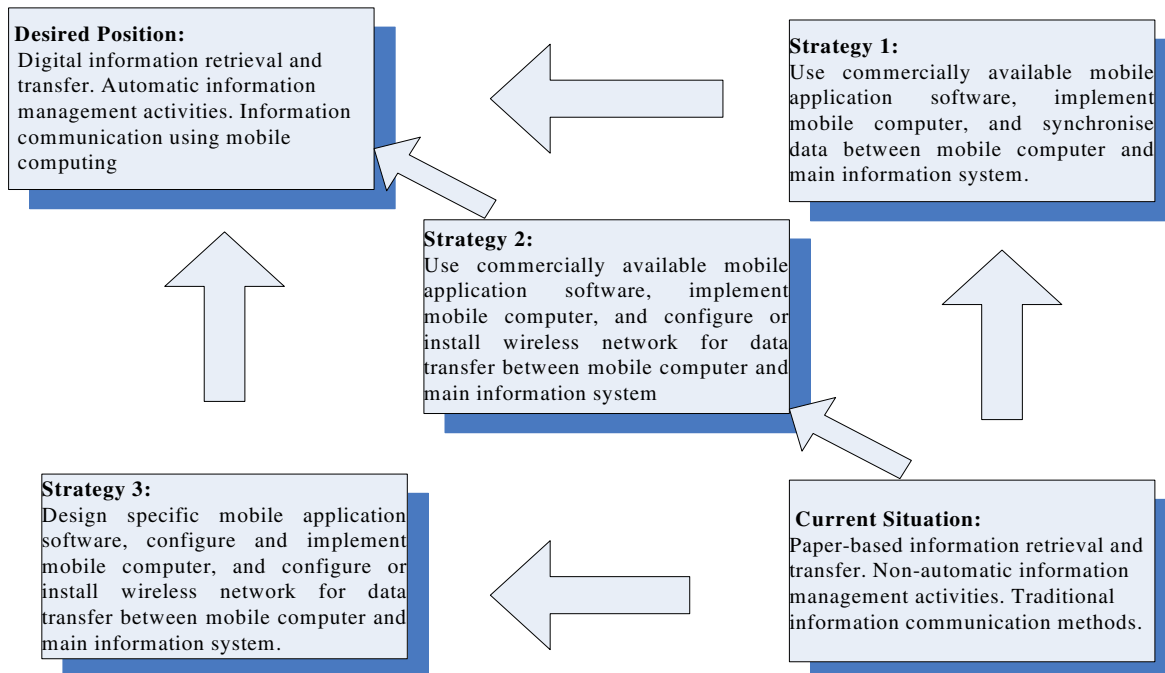 Desired Position:
Digital information retrieval and
transfer. Automatic information
management activities. Information
communication using mobile
computing
Strategy 1:
Use commercially available mobile
application software, implement
mobile computer, and synchronise
data between mobile computer and
main information system.
Strategy 2:
Use commercially available mobile
application software, implement
mobile computer, and configure or
install wireless network for data
transfer between mobile computer and
main information system
Strategy 3:
Design specific mobile application
software, configure and implement
mobile computer, and configure or
install wireless network for data
transfer between mobile computer and
main information system.
Current Situation:
Paper-based information retrieval and
transfer. Non-automatic information
management activities. Traditional
information communication methods.